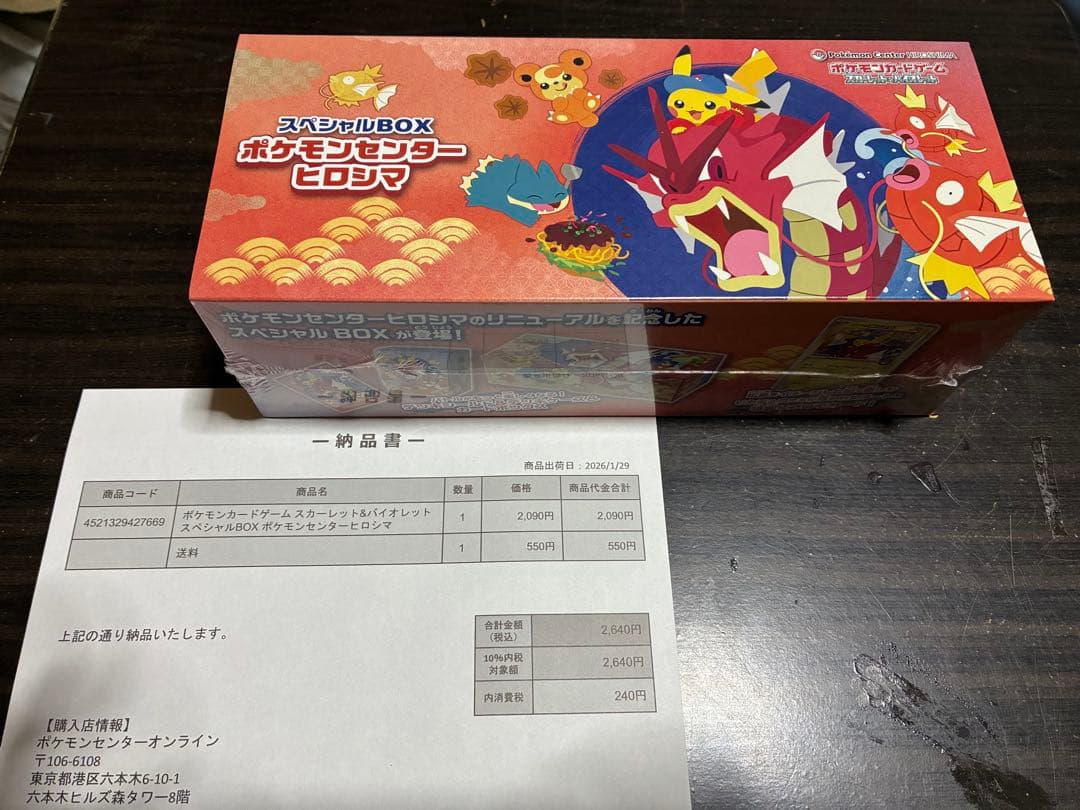 Pokémon Center HIROSHIMA
ポケモンカードゲーム
スカーレット&バイオレット
スペシャルBOX
ポケモンセンター
ヒロシマ
ポケモンセンターヒロシマのリニューアルを記念した
スペシャルBOXが登場!
ー納品書ー
商品出荷日:2026/1/29
商品コード 商品名 数量 価格 商品代金合計
4521329427669 ポケモンカードゲーム スカーレット&バイオレット 1 2,090円 2,090円
スペシャルBOX ポケモンセンターヒロシマ
送料 1 550円 550円
上記の通り納品いたします。
合計金額 2,640円
(税込)
10%内税 2,640円
対象額
内消費税 240円
【購入店情報】
ポケモンセンターオンライン
〒106-6108
東京都港区六本木6-10-1
六本木ヒルズ森タワー8階